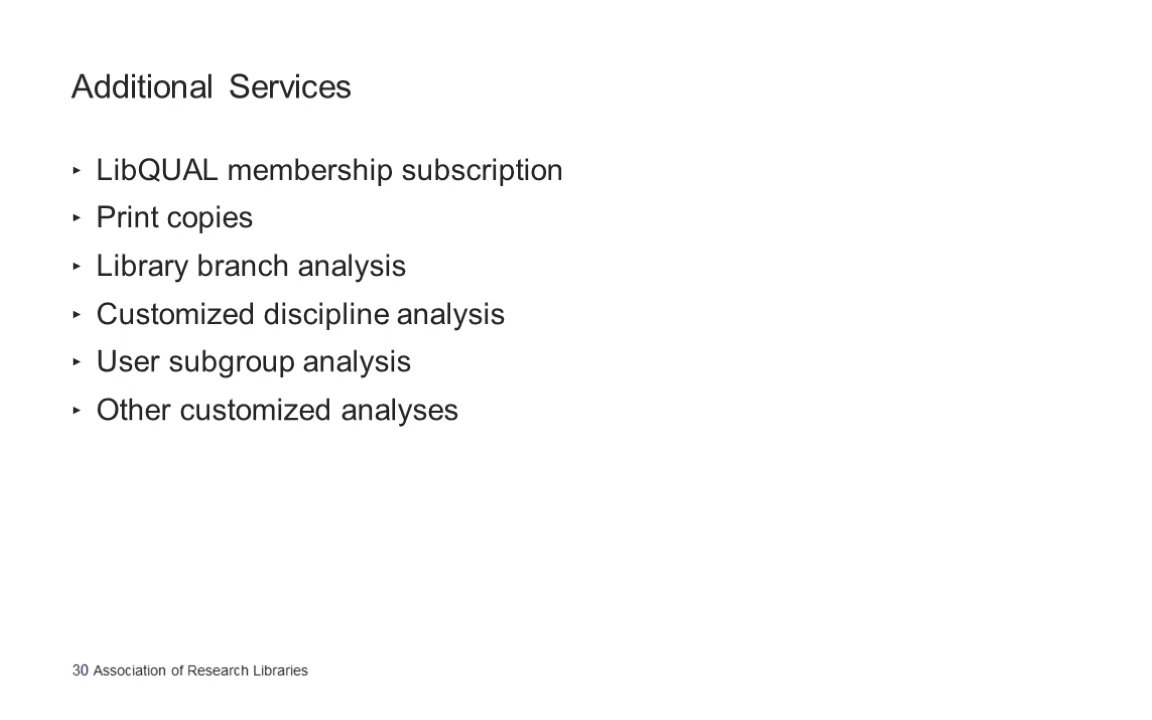 Additional Services
‣ LibQUAL membership subscription
‣ Print copies
‣ Library branch analysis
‣ Customized discipline analysis
‣ User subgroup analysis
‣ Other customized analyses
30 Association of Research Libraries